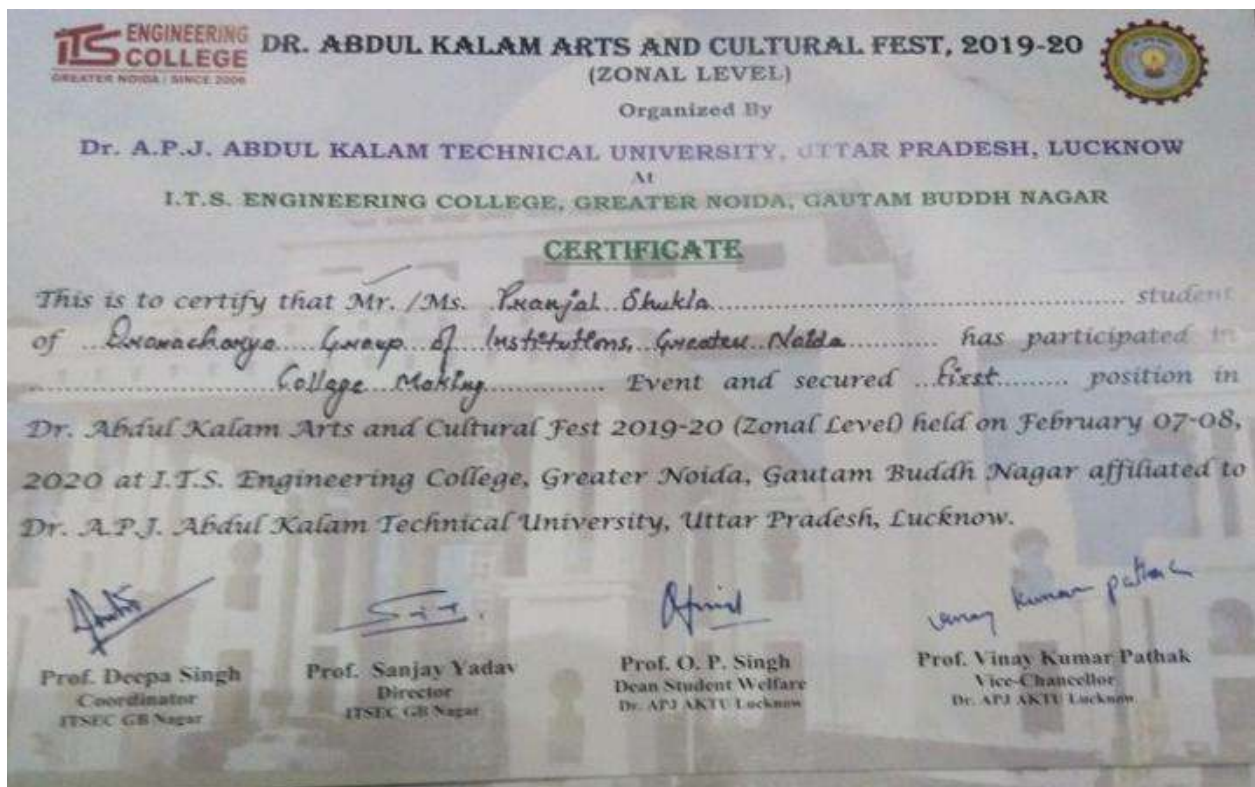 ITS ENGINEERING COLLEGE
GREATER NOIDA | SINCE 2006
DR. ABDUL KALAM ARTS AND CULTURAL FEST, 2019-20
(ZONAL LEVEL)
Organized By
Dr. A.P.J. ABDUL KALAM TECHNICAL UNIVERSITY, UTTAR PRADESH, LUCKNOW
At
I.T.S. ENGINEERING COLLEGE, GREATER NOIDA, GAUTAM BUDDH NAGAR
CERTIFICATE
This is to certify that Mr. /Ms. Pranjal Shukla student
of Dronacharya Group of Institutions, Greater Noida has participated in
Collage Making Event and secured first position in
Dr. Abdul Kalam Arts and Cultural Fest 2019-20 (Zonal Level) held on February 07-08,
2020 at I.T.S. Engineering College, Greater Noida, Gautam Buddh Nagar affiliated to
Dr. A.P.J. Abdul Kalam Technical University, Uttar Pradesh, Lucknow.
vinay kumar pathak
Prof. Deepa Singh
Coordinator
ITSEC GB Nagar
Prof. Sanjay Yadav
Director
ITSEC GB Nagar
Prof. O. P. Singh
Dean Student Welfare
Dr. APJ AKTU Lucknow
Prof. Vinay Kumar Pathak
Vice-Chancellor
Dr. APJ AKTU Lucknow